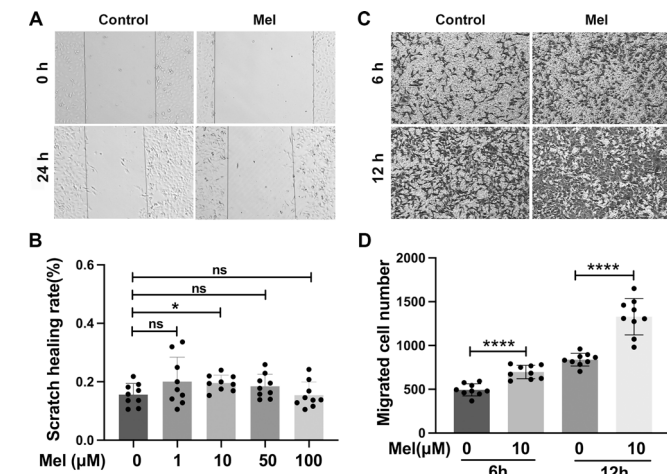 A Control Mel
0 h
24 h
C Control Mel
6 h
12 h
B
Scratch healing rate(%)
0.6
0.4
0.2
0.0
ns
ns
*
ns
Mel (μM) 0 1 10 50 100
D
Migrated cell number
2000
1500
1000
500
0
****
****
Mel(μM) 0 10 0 10
6h 12h